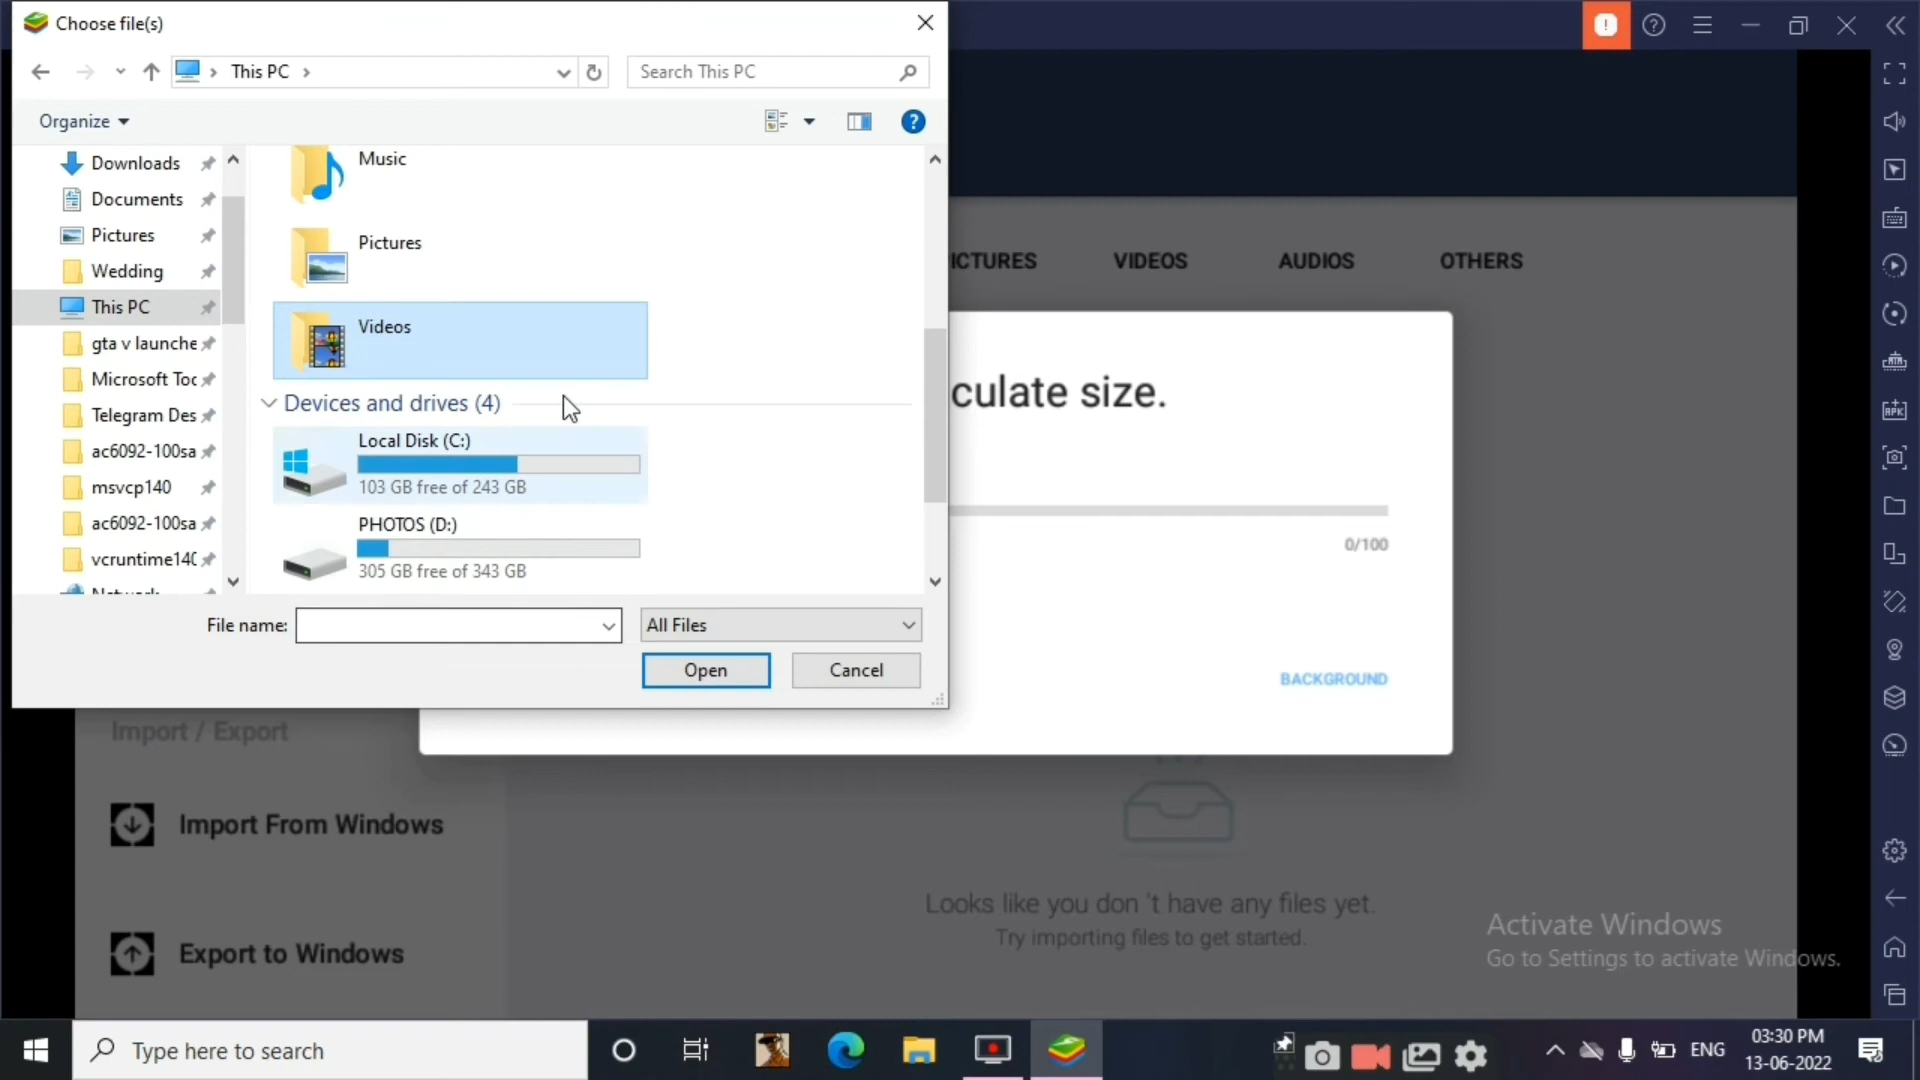 Choose file(s)
This PC
Search This PC
Organize
Downloads
Documents
Pictures
Wedding
This PC
gta v launche
Microsoft Toc
Telegram Des
ac6092-100sa
msvcp140
ac6092-100sa
vcruntime140
Network
Music
Pictures
Videos
Devices and drives (4)
Local Disk (C:)
103 GB free of 243 GB
PHOTOS (D:)
305 GB free of 343 GB
File name:
All Files
Open
Cancel
ICTURES
VIDEOS
AUDIOS
OTHERS
culate size.
0/100
BACKGROUND
Import / Export
Import From Windows
Export to Windows
Looks like you don 't have any files yet.
Try importing files to get started.
Activate Windows
Go to Settings to activate Windows.
Type here to search
ENG
03:30 PM
13-06-2022